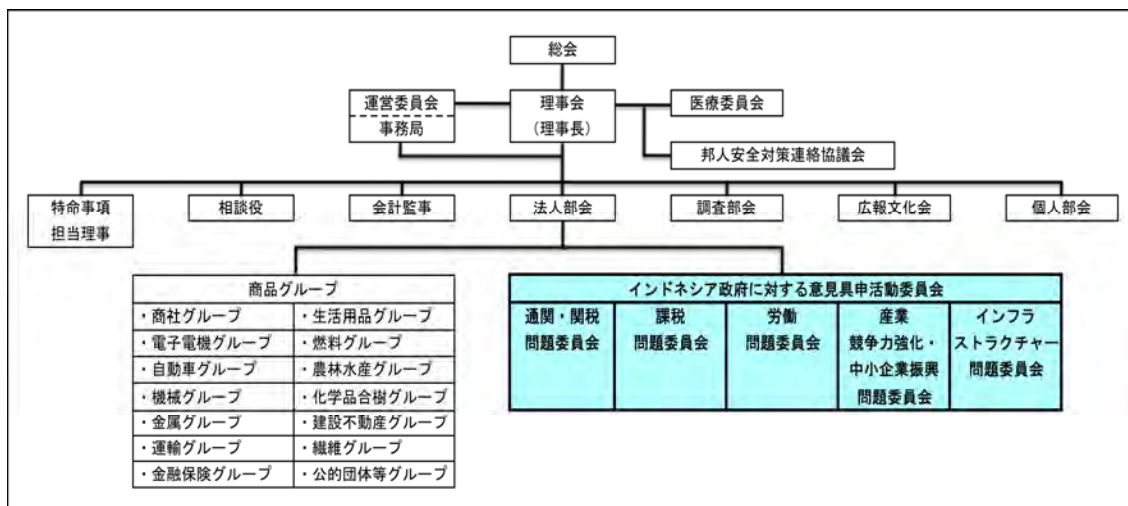 総会
運営委員会
事務局
理事会
(理事長)
医療委員会
邦人安全対策連絡協議会
特命事項
担当理事
相談役
会計監事
法人部会
調査部会
広報文化会
個人部会
商品グループ
・商社グループ
・生活用品グループ
・電子電機グループ
・燃料グループ
・自動車グループ
・農林水産グループ
・機械グループ
・化学品合樹グループ
・金属グループ
・建設不動産グループ
・運輸グループ
・繊維グループ
・金融保険グループ
・公的団体等グループ
インドネシア政府に対する意見具申活動委員会
通関・関税
問題委員会
課税
問題委員会
労働
問題委員会
産業
競争力強化・
中小企業振興
問題委員会
インフラ
ストラクチャー
問題委員会